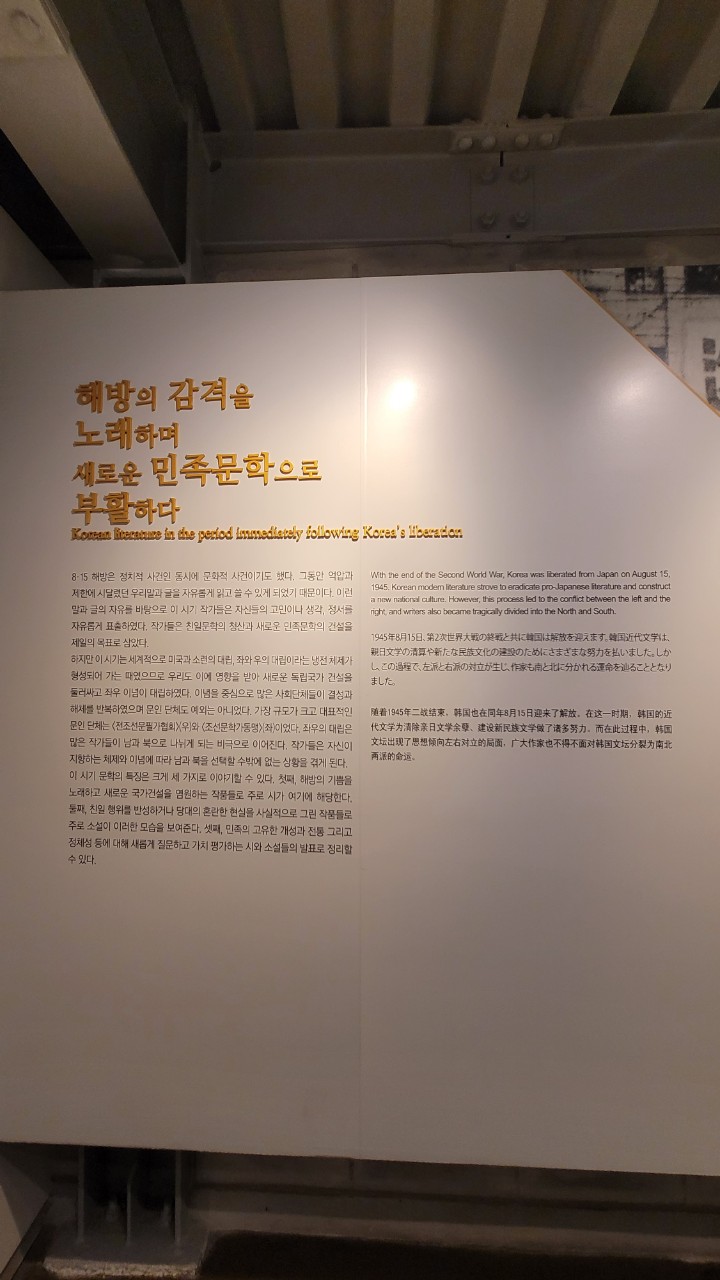 해방의 감격을
노래하며
새로운 민족문학으로
부활하다
Korean literature in the period immediately following Korea's liberation
8·15 해방은 정치적 사건인 동시에 문학적 사건이기도 했다. 그동안 억압과
제한에 시달렸던 우리말과 글을 자유롭게 읽고 쓸 수 있게 되었기 때문이다. 이런
말과 글의 자유를 바탕으로 이 시기 작가들은 자신들의 고민이나 생각, 정서를
자유롭게 표출하였다. 작가들은 친일문학의 청산과 새로운 민족문학의 건설을
제일의 목표로 삼았다.
하지만 이 시기는 세계적으로 미국과 소련의 대립, 좌와 우의 대립이라는 냉전 체제가
형성되어 가는 때였으므로 우리도 이에 영향을 받아 새로운 독립국가 건설을
둘러싸고 좌우 이념이 대립하였다. 이념을 중심으로 많은 사회단체들이 결성과
해체를 반복하였으며 문인 단체도 예외는 아니었다. 가장 규모가 크고 대표적인
문인 단체는 〈전조선문필가협회〉(우)와 〈조선문학가동맹〉(좌)이었다. 좌우의 대립은
많은 작가들이 남과 북으로 나뉘게 되는 비극으로 이어진다. 작가들은 자신이
지향하는 체제와 이념에 따라 남과 북을 선택할 수밖에 없는 상황을 겪게 된다.
이 시기 문학의 특징은 크게 세 가지로 이야기할 수 있다. 첫째, 해방의 기쁨을
노래하고 새로운 국가건설을 염원하는 작품들로 주로 시가 여기에 해당한다.
둘째, 친일 행위를 반성하거나 당대의 혼란한 현실을 사실적으로 그린 작품들로
주로 소설이 이러한 모습을 보여준다. 셋째, 민족의 고유한 개성과 전통 그리고
정체성 등에 대해 새롭게 질문하고 가치 평가하는 시와 소설들의 발표로 정리할
수 있다.
With the end of the Second World War, Korea was liberated from Japan on August 15,
1945. Korean modern literature strove to eradicate pro-Japanese literature and construct
a new national culture. However, this process led to the conflict between the left and the
right, and writers also became tragically divided into the North and South.
1945年8月15日、第2次世界大戦の終戦と共に韓国は解放を迎えます。韓国近代文学は、
親日文学の清算や新たな民族文化の建設のためにさまざまな努力を払いました。しか
し、この過程で、左派と右派の対立が生じ、作家も南と北に分かれる運命を辿ることとなり
ました。
随着1945年二战结束，韩国也在同年8月15日迎来了解放。在这一时期，韩国的近
代文学为清除亲日文学余孽、建设新民族文学做了诸多努力。而在此过程中，韩国
文坛出现了思想倾向左右对立的局面，广大作家也不得不面对韩国文坛分裂为南北
两派的命运。